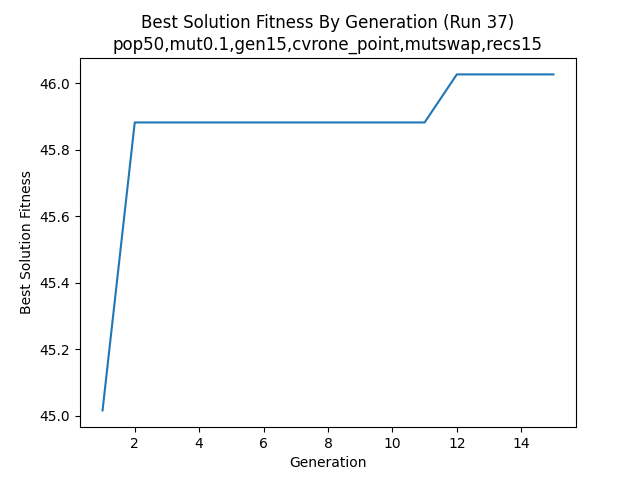 Best Solution Fitness By Generation (Run 37)
pop50,mut0.1,gen15,cvrone_point,mutswap,recs15
46.0
45.8
45.6
45.4
45.2
45.0
Best Solution Fitness
2 4 6 8 10 12 14
Generation